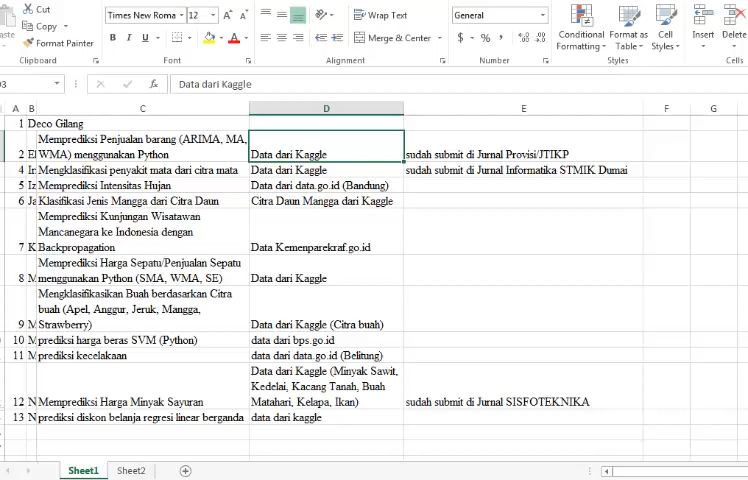 Cut
Copy
Format Painter
Clipboard
Times New Roma 12 A A
B I U A
Font
Wrap Text
Merge & Center
Alignment
General
$ % ,
Number
Conditional Formatting
Format as Table
Cell Styles
Styles
Insert
Delete
fx Data dari Kaggle
A B C D E F G
1 Deco Gilang
Memprediksi Penjualan barang (ARIMA, MA,
2 WMA) menggunakan Python Data dari Kaggle sudah submit di Jurnal Provisi/JTIKP
4 Mengklasifikasi penyakit mata dari citra mata Data dari Kaggle sudah submit di Jurnal Informatika STMIK Dumai
5 Memprediksi Intensitas Hujan Data dari data.go.id (Bandung)
6 Klasifikasi Jenis Mangga dari Citra Daun Citra Daun Mangga dari Kaggle
Memprediksi Kunjungan Wisatawan
Mancanegara ke Indonesia dengan
7 K Backpropagation Data Kemenparekraf.go.id
Memprediksi Harga Sepatu/Penjualan Sepatu
8 M menggunakan Python (SMA, WMA, SE) Data dari Kaggle
Mengklasifikasikan Buah berdasarkan Citra
buah (Apel, Anggur, Jeruk, Mangga,
9 M Strawberry) Data dari Kaggle (Citra buah)
10 M prediksi harga beras SVM (Python) data dari bps.go.id
11 M prediksi kecelakaan data dari data.go.id (Belitung)
Data dari Kaggle (Minyak Sawit,
Kedelai, Kacang Tanah, Buah
12 N Memprediksi Harga Minyak Sayuran Matahari, Kelapa, Ikan) sudah submit di Jurnal SISFOTEKNIKA
13 N prediksi diskon belanja regresi linear berganda data dari kaggle
Sheet1 Sheet2